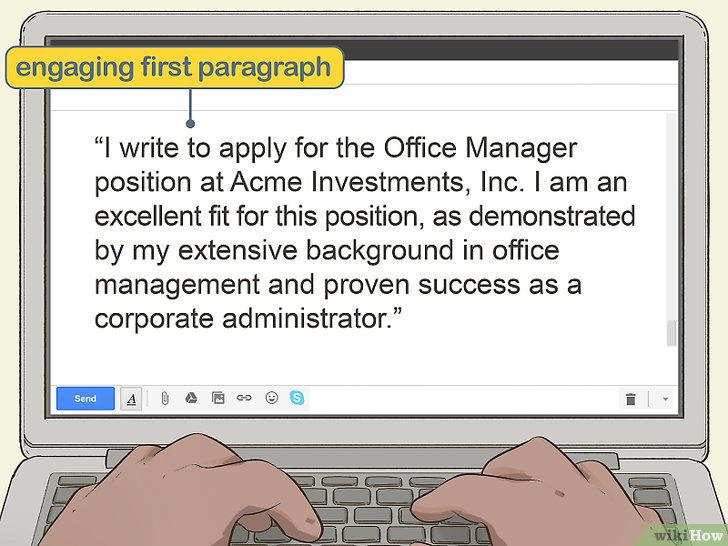 engaging first paragraph
“I write to apply for the Office Manager
position at Acme Investments, Inc. I am an
excellent fit for this position, as demonstrated
by my extensive background in office
management and proven success as a
corporate administrator.”
Send A
wikiHow